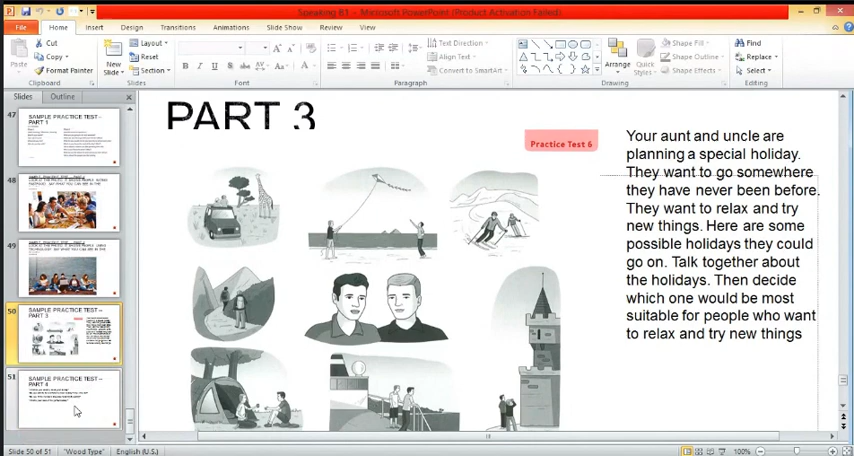 Speaking B1 - Microsoft PowerPoint (Product Activation Failed)
File Home Insert Design Transitions Animations Slide Show Review View
Paste
Cut
Copy
Format Painter
Clipboard
New Slide
Layout
Reset
Section
Slides
Font
Paragraph
Text Direction
Align Text
Convert to SmartArt
Drawing
Arrange
Quick Styles
Shape Fill
Shape Outline
Shape Effects
Find
Replace
Select
Editing
Slides Outline
47
SAMPLE PRACTICE TEST -
PART 1
48
49
50
SAMPLE PRACTICE TEST –
PART 3
51
SAMPLE PRACTICE TEST –
PART 4
PART 3
Practice Test 6
Your aunt and uncle are
planning a special holiday.
They want to go somewhere
they have never been before.
They want to relax and try
new things. Here are some
possible holidays they could
go on. Talk together about
the holidays. Then decide
which one would be most
suitable for people who want
to relax and try new things
Slide 50 of 51 "Wood Type" English (U.S.) 100%